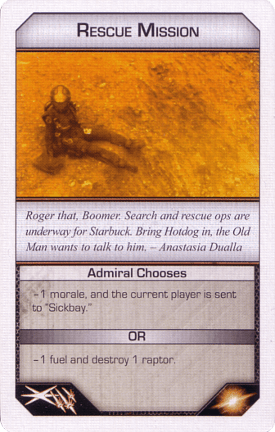 Rescue Mission
Roger that, Boomer. Search and rescue ops are
underway for Starbuck. Bring Hotdog in, the Old
Man wants to talk to him. – Anastasia Dualla
Admiral Chooses
–1 morale, and the current player is sent
to “Sickbay.”
OR
–1 fuel and destroy 1 raptor.